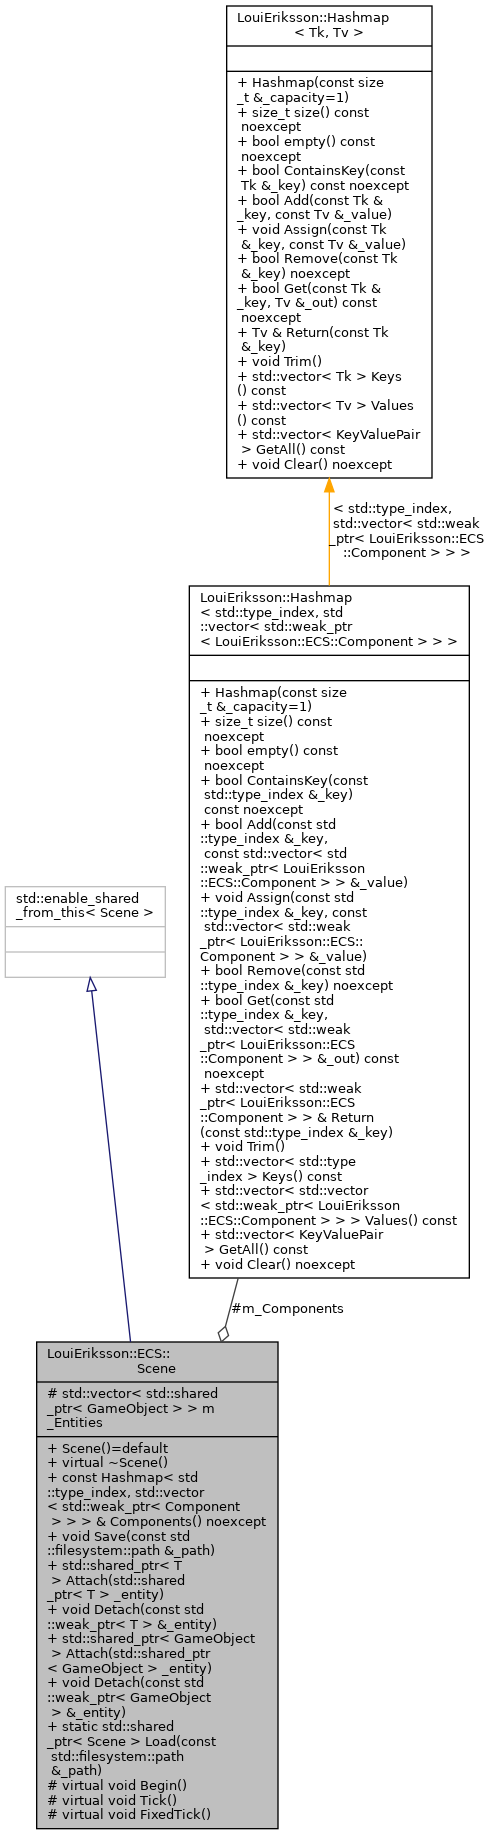 LouiEriksson::Hashmap
< Tk, Tv >
+ Hashmap(const size
_t &_capacity=1)
+ size_t size() const
noexcept
+ bool empty() const
noexcept
+ bool ContainsKey(const
Tk &_key) const noexcept
+ bool Add(const Tk &
_key, const Tv &_value)
+ void Assign(const Tk
&_key, const Tv &_value)
+ bool Remove(const Tk
&_key) noexcept
+ bool Get(const Tk &
_key, Tv &_out) const
noexcept
+ Tv & Return(const Tk
&_key)
+ void Trim()
+ std::vector< Tk > Keys
() const
+ std::vector< Tv > Values
() const
+ std::vector< KeyValuePair
> GetAll() const
+ void Clear() noexcept
< std::type_index,
std::vector< std::weak
_ptr< LouiEriksson::ECS
::Component > > >
LouiEriksson::Hashmap
< std::type_index, std
::vector< std::weak_ptr
< LouiEriksson::ECS::Component > > >
+ Hashmap(const size
_t &_capacity=1)
+ size_t size() const
noexcept
+ bool empty() const
noexcept
+ bool ContainsKey(const
std::type_index &_key)
const noexcept
+ bool Add(const std
::type_index &_key,
const std::vector< std
::weak_ptr< LouiEriksson
::ECS::Component > > &_value)
+ void Assign(const std
::type_index &_key, const
std::vector< std::weak
_ptr< LouiEriksson::ECS::
Component > > &_value)
+ bool Remove(const std
::type_index &_key) noexcept
+ bool Get(const std
::type_index &_key,
std::vector< std::weak
_ptr< LouiEriksson::ECS
::Component > > &_out) const
noexcept
+ std::vector< std::weak
_ptr< LouiEriksson::ECS
::Component > > & Return
(const std::type_index &_key)
+ void Trim()
+ std::vector< std::type
_index > Keys() const
+ std::vector< std::vector
< std::weak_ptr< LouiEriksson
::ECS::Component > > > Values() const
+ std::vector< KeyValuePair
> GetAll() const
+ void Clear() noexcept
std::enable_shared
_from_this< Scene >
#m_Components
LouiEriksson::ECS::
Scene
# std::vector< std::shared
_ptr< GameObject > > m
_Entities
+ Scene()=default
+ virtual ~Scene()
+ const Hashmap< std
::type_index, std::vector
< std::weak_ptr< Component
> > > & Components() noexcept
+ void Save(const std
::filesystem::path &_path)
+ std::shared_ptr< T
> Attach(std::shared
_ptr< T > _entity)
+ void Detach(const std
::weak_ptr< T > &_entity)
+ std::shared_ptr< GameObject
> Attach(std::shared_ptr
< GameObject > _entity)
+ void Detach(const std
::weak_ptr< GameObject
> &_entity)
+ static std::shared
_ptr< Scene > Load(const
std::filesystem::path
&_path)
# virtual void Begin()
# virtual void Tick()
# virtual void FixedTick()